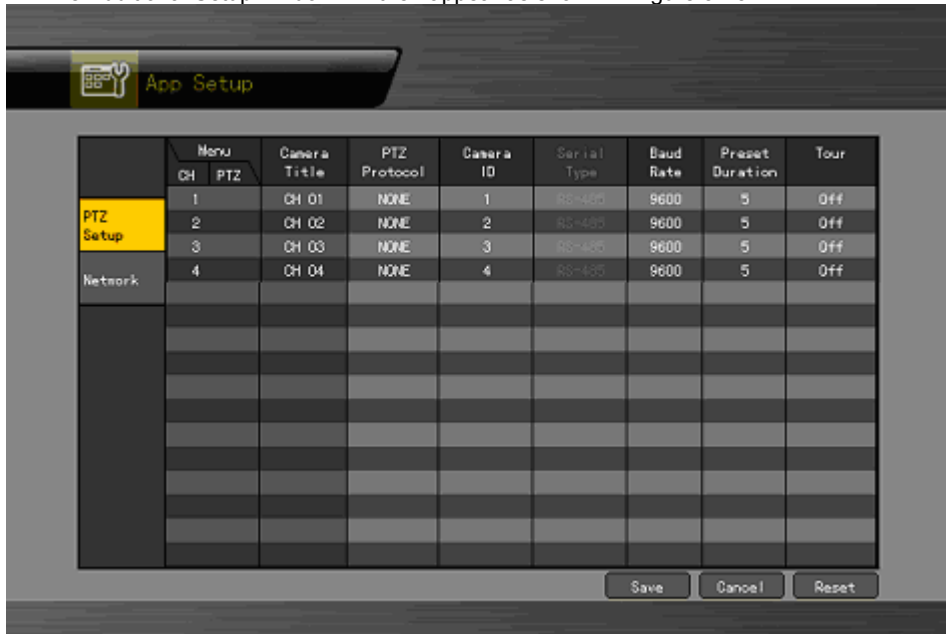 App Setup
Menu Camera Title PTZ Protocol Camera ID Serial Type Baud Rate Preset Duration Tour
CH PTZ
1 CH 01 NONE 1 RS-485 9600 5 Off
PTZ Setup
2 CH 02 NONE 2 RS-485 9600 5 Off
3 CH 03 NONE 3 RS-485 9600 5 Off
4 CH 04 NONE 4 RS-485 9600 5 Off
Network
Save Cancel Reset